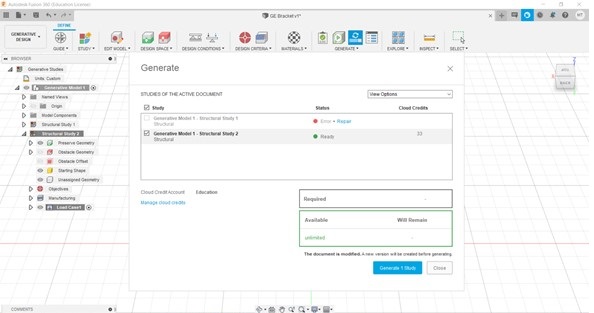 Autodesk Fusion 360 (Education License)
GE Bracket v1*
DEFINE
GENERATIVE DESIGN
GUIDE
STUDY
EDIT MODEL
DESIGN SPACE
DESIGN CONDITIONS
DESIGN CRITERIA
MATERIALS
GENERATE
EXPLORE
INSPECT
SELECT
BROWSER
Generative Studies
Units: Custom
Generative Model 1
Named Views
Origin
Model Components
Structural Study 1
Structural Study 2
Preserve Geometry
Obstacle Geometry
Obstacle Offset
Starting Shape
Unassigned Geometry
Objectives
Manufacturing
Load Case1
Generate
STUDIES OF THE ACTIVE DOCUMENT
View Options
Study
Status
Cloud Credits
Generative Model 1 - Structural Study 1
Structural
Error • Repair
Generative Model 1 - Structural Study 2
Structural
Ready
33
Cloud Credit Account
Education
Manage cloud credits
Required
-
Available
Will Remain
unlimited
-
The document is modified. A new version will be created before generating.
Generate 1 Study
Close
COMMENTS